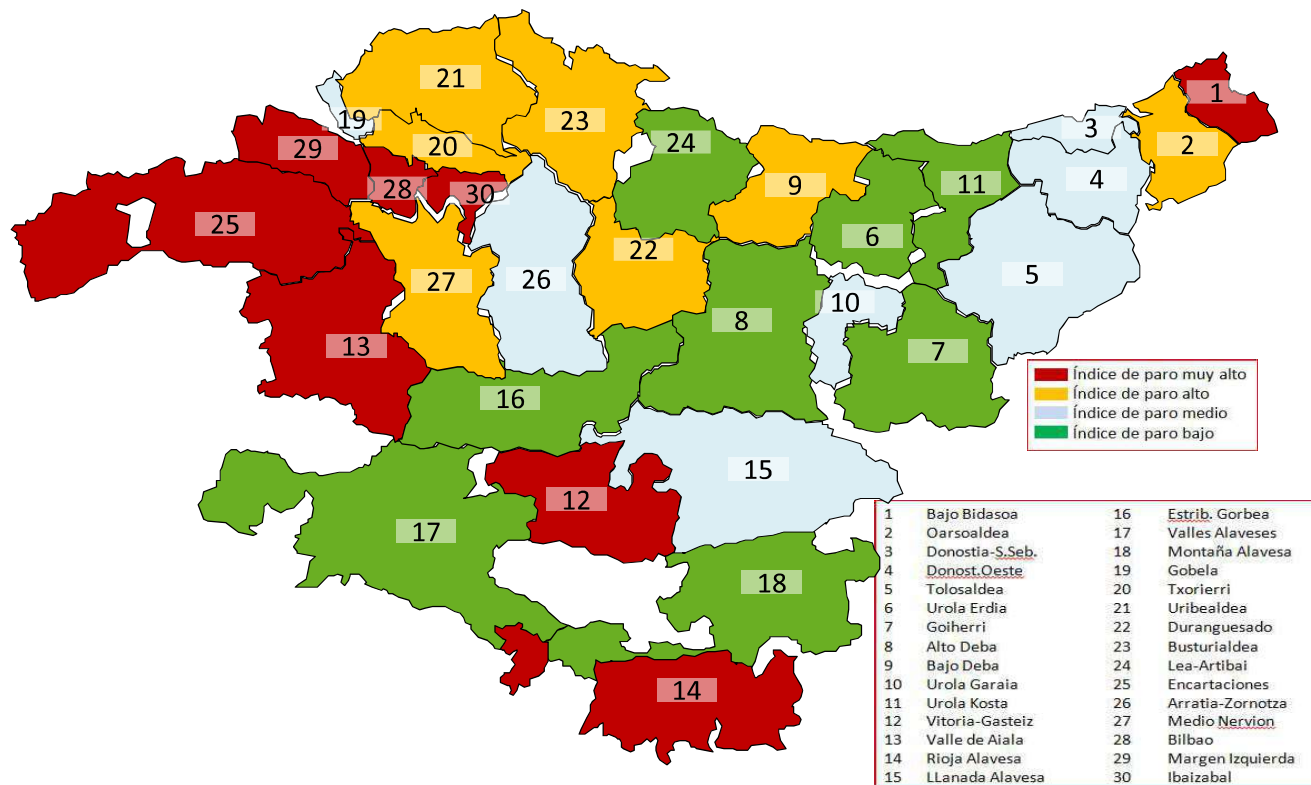 21
1
19
23
3
24
20
2
29
11
4
9
28
30
25
6
22
5
27
26
10
8
13
7
16
15
12
17
18
14
Índice de paro muy alto
Índice de paro alto
Índice de paro medio
Índice de paro bajo
1 Bajo Bidasoa 16 Estrib. Gorbea
2 Oarsoaldea 17 Valles Alaveses
3 Donostia-S.Seb. 18 Montaña Alavesa
4 Donost.Oeste 19 Gobela
5 Tolosaldea 20 Txorierri
6 Urola Erdia 21 Uribealdea
7 Goiherri 22 Duranguesado
8 Alto Deba 23 Busturialdea
9 Bajo Deba 24 Lea-Artibai
10 Urola Garaia 25 Encartaciones
11 Urola Kosta 26 Arratia-Zornotza
12 Vitoria-Gasteiz 27 Medio Nervion
13 Valle de Aiala 28 Bilbao
14 Rioja Alavesa 29 Margen Izquierda
15 LLanada Alavesa 30 Ibaizabal